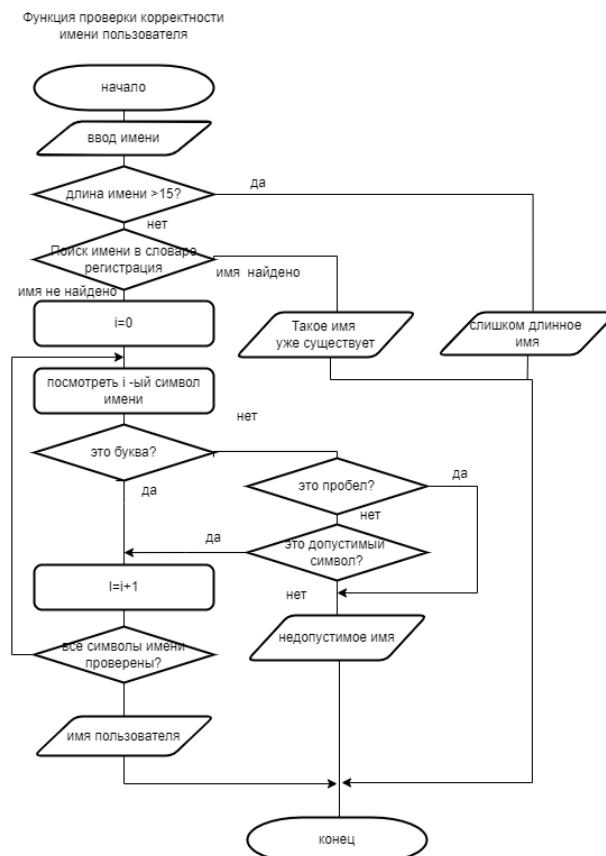 Функция проверки корректности
имени пользователя
начало
ввод имени
длина имени >15?
да
нет
Поиск имени в словаре
регистрация
имя найдено
имя не найдено
i=0
Такое имя
уже существует
слишком длинное
имя
посмотреть i -ый символ
имени
нет
это буква?
да
это пробел?
да
нет
да
это допустимый
символ?
I=i+1
нет
недопустимое имя
все символы имени
проверены?
имя пользователя
конец